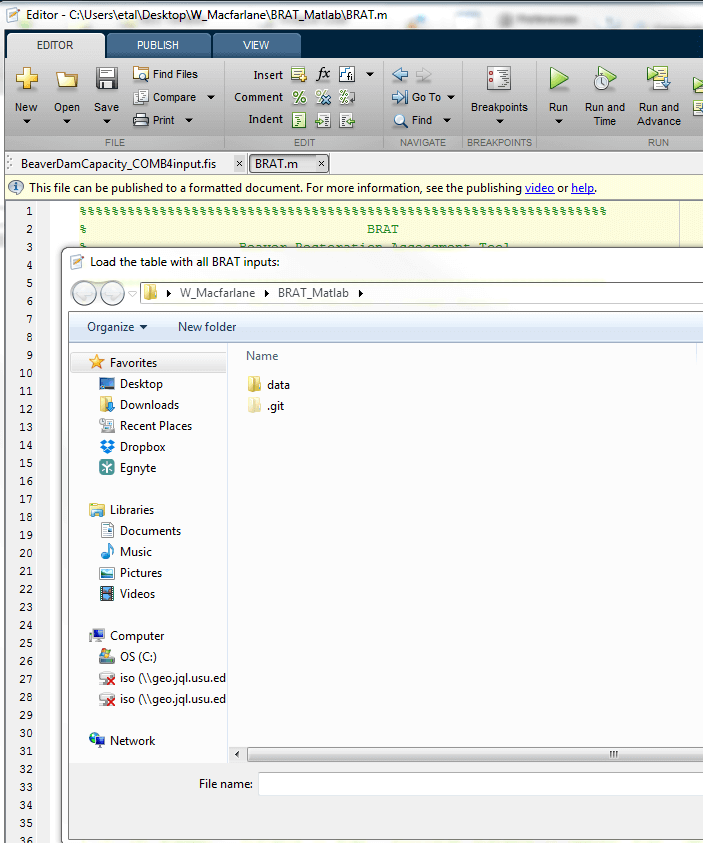 Editor - C:\Users\etal\Desktop\W_Macfarlane\BRAT_Matlab\BRAT.m
EDITOR PUBLISH VIEW
New Open Save Find Files Compare Print
FILE
Insert fx
Comment
Indent
EDIT
Go To
Find
NAVIGATE
Breakpoints
BREAKPOINTS
Run Run and Time Run and Advance
RUN
BeaverDamCapacity_COMB4input.fis × BRAT.m ×
This file can be published to a formatted document. For more information, see the publishing video or help.
1 %%%%%%%%%%%%%%%%%%%%%%%%%%%%%%%%%%%%%%%%%%%%%%%%%%%%%%%%%%%%%%%%%%
2 % BRAT
3 % Beaver Restoration Assessment Tool
4
5
6
7
8
9
10
11
12
13
14
15
16
17
18
19
20
21
22
23
24
25
26
27
28
29
30
31
32
33
34
35
36
Load the table with all BRAT inputs:
W_Macfarlane BRAT_Matlab
Organize New folder
Favorites
Desktop
Downloads
Recent Places
Dropbox
Egnyte
Libraries
Documents
Music
Pictures
Videos
Computer
OS (C:)
iso (\\geo.jql.usu.ed
iso (\\geo.jql.usu.ed
Network
Name
data
.git
File name: